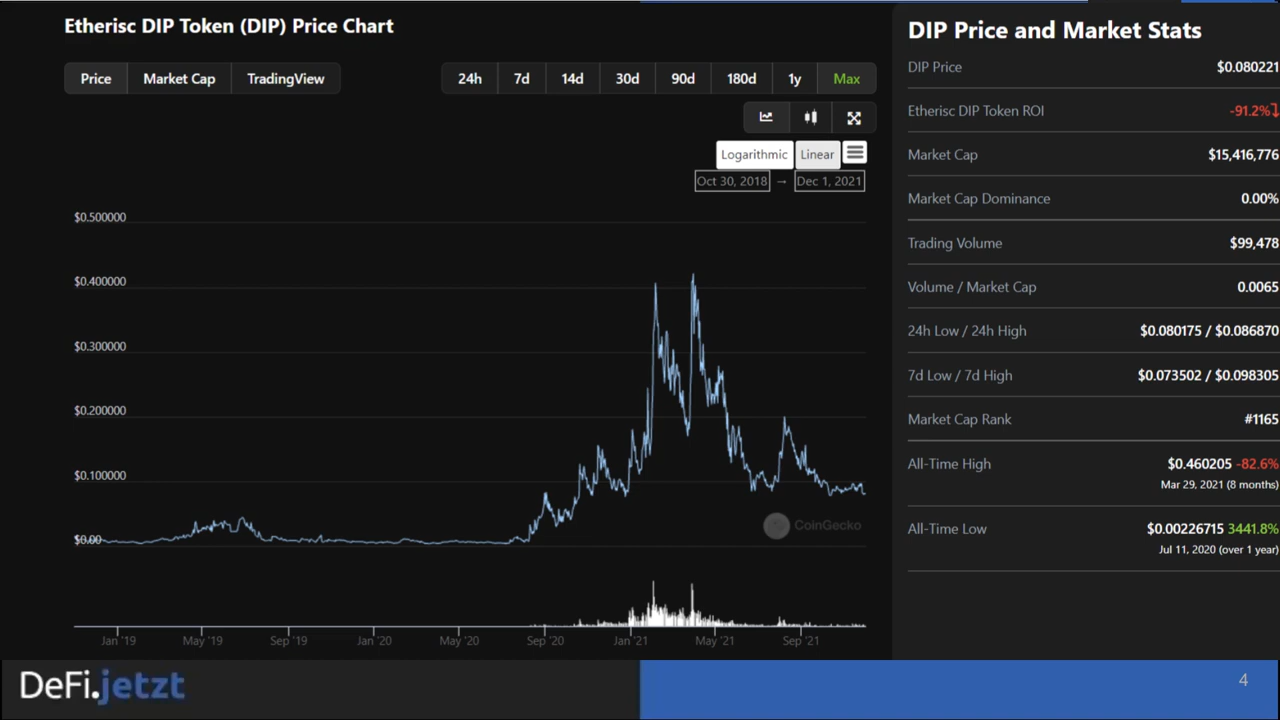 Etherisc DIP Token (DIP) Price Chart
Price Market Cap TradingView
24h 7d 14d 30d 90d 180d 1y Max
Logarithmic Linear
Oct 30, 2018 → Dec 1, 2021
$0.500000
$0.400000
$0.300000
$0.200000
$0.100000
$0.00
CoinGecko
Jan '19 May '19 Sep '19 Jan '20 May '20 Sep '20 Jan '21 May '21 Sep '21
DIP Price and Market Stats
DIP Price $0.080221
Etherisc DIP Token ROI -91.2%
Market Cap $15,416,776
Market Cap Dominance 0.00%
Trading Volume $99,478
Volume / Market Cap 0.0065
24h Low / 24h High $0.080175 / $0.086870
7d Low / 7d High $0.073502 / $0.098305
Market Cap Rank #1165
All-Time High $0.460205 -82.6%
Mar 29, 2021 (8 months)
All-Time Low $0.00226715 3441.8%
Jul 11, 2020 (over 1 year)
DeFi.jetzt
4